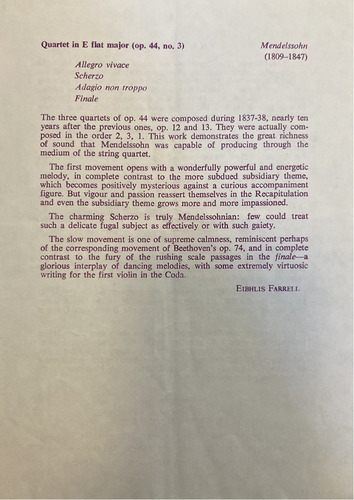 Quartet in E flat major (op. 44, no. 3) Mendelssohn
(1809–1847)
Allegro vivace
Scherzo
Adagio non troppo
Finale
The three quartets of op. 44 were composed during 1837-38, nearly ten
years after the previous ones, op. 12 and 13. They were actually com-
posed in the order 2, 3, 1. This work demonstrates the great richness
of sound that Mendelssohn was capable of producing through the
medium of the string quartet.
The first movement opens with a wonderfully powerful and energetic
melody, in complete contrast to the more subdued subsidiary theme,
which becomes positively mysterious against a curious accompaniment
figure. But vigour and passion reassert themselves in the Recapitulation
and even the subsidiary theme grows more and more impassioned.
The charming Scherzo is truly Mendelssohnian: few could treat
such a delicate fugal subject as effectively or with such gaiety.
The slow movement is one of supreme calmness, reminiscent perhaps
of the corresponding movement of Beethoven's op. 74, and in complete
contrast to the fury of the rushing scale passages in the finale—a
glorious interplay of dancing melodies, with some extremely virtuosic
writing for the first violin in the Coda.
Eibhlis Farrell